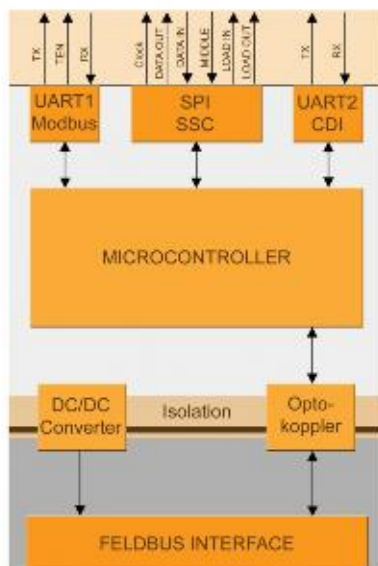 TX
TEN
RX
Clock
DATA OUT
DATA IN
MIDDLE
LOAD IN
LOAD OUT
TX
RX
UART1
Modbus
SPI
SSC
UART2
CDI
MICROCONTROLLER
DC/DC
Converter
Isolation
Opto-
koppler
FELDBUS INTERFACE